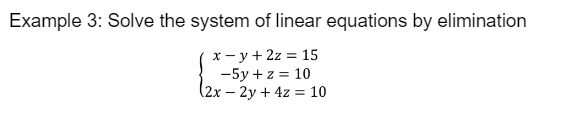 Example 3: Solve the system of linear equations by elimination
x − y + 2z = 15
−5y + z = 10
2x − 2y + 4z = 10